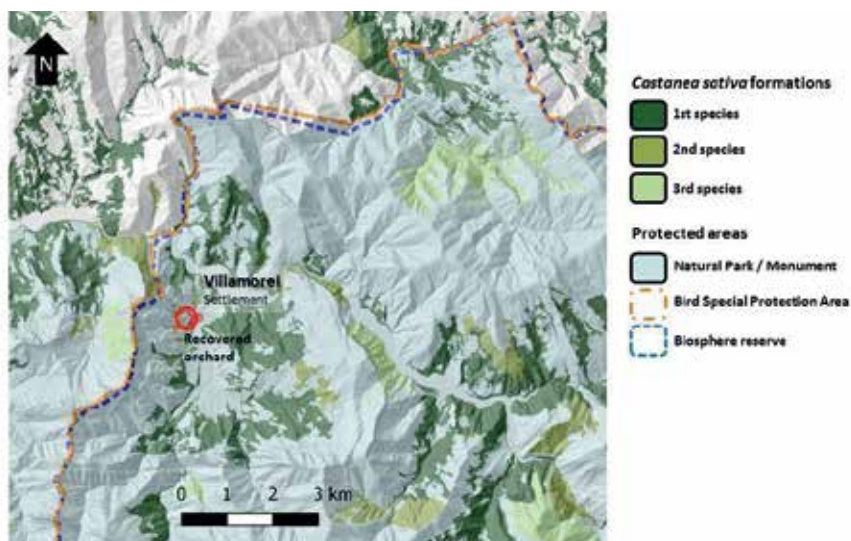 N
Villamorel
Settlement
Recovered
orchard
0 1 2 3 km
Castanea sativa formations
1st species
2nd species
3rd species
Protected areas
Natural Park / Monument
Bird Special Protection Area
Biosphere reserve